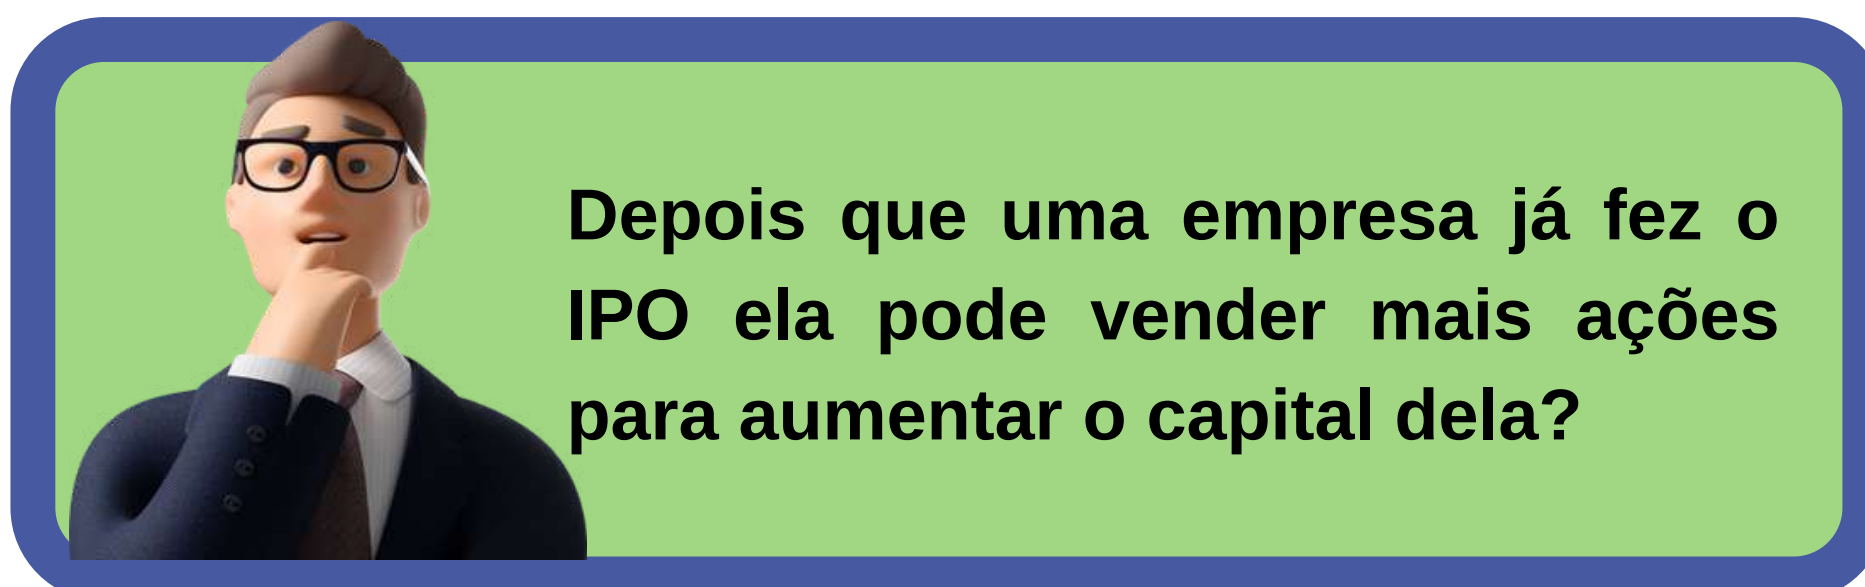 Depois que uma empresa já fez o
IPO ela pode vender mais ações
para aumentar o capital dela?